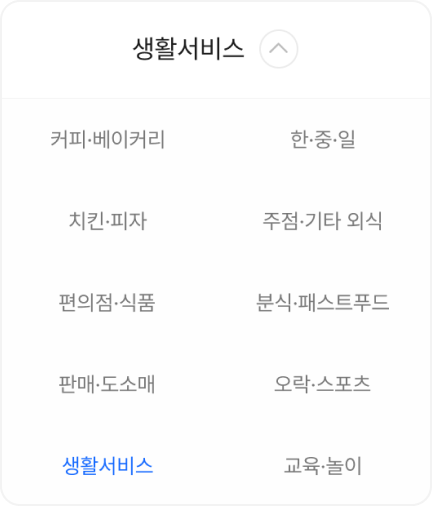 생활서비스
커피·베이커리 한·중·일
치킨·피자 주점·기타 외식
편의점·식품 분식·패스트푸드
판매·도소매 오락·스포츠
생활서비스 교육·놀이